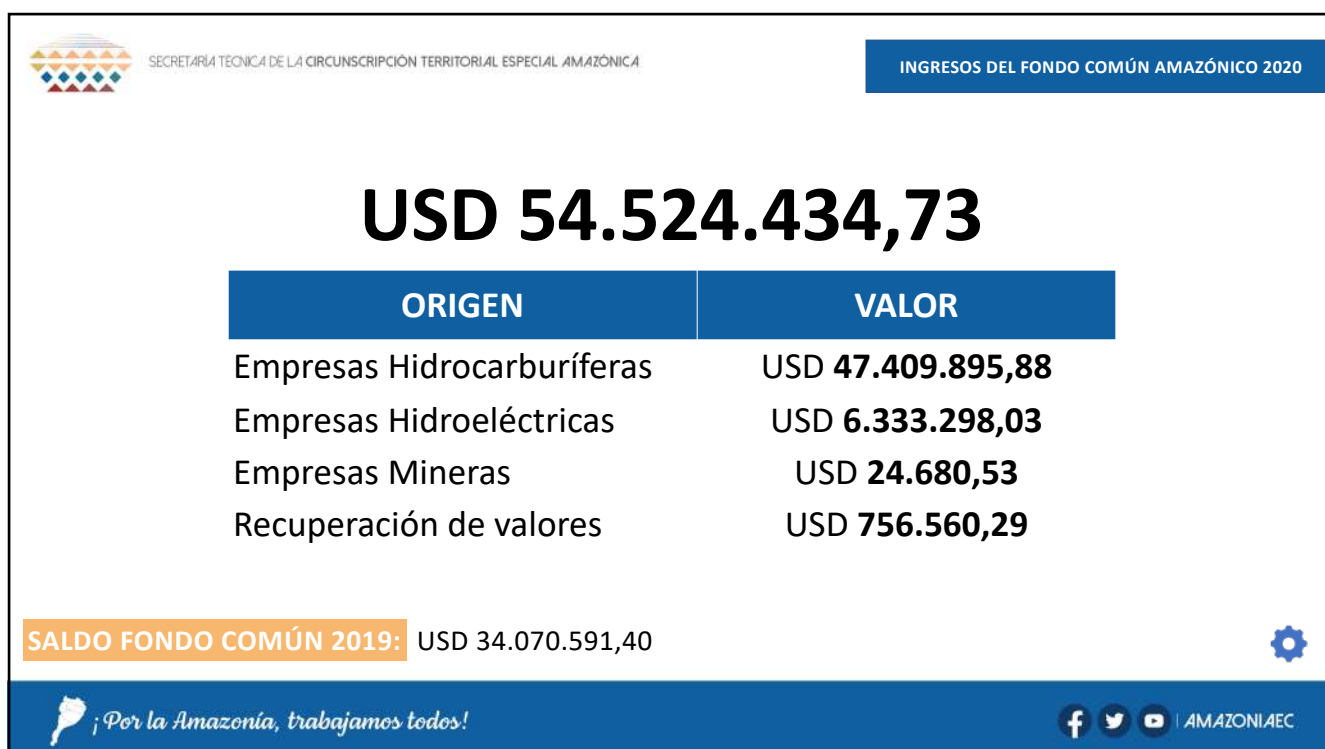 SECRETARÍA TÉCNICA DE LA CIRCUNSCRIPCIÓN TERRITORIAL ESPECIAL AMAZÓNICA
INGRESOS DEL FONDO COMÚN AMAZÓNICO 2020
USD 54.524.434,73
ORIGEN VALOR
Empresas Hidrocarburíferas USD 47.409.895,88
Empresas Hidroeléctricas USD 6.333.298,03
Empresas Mineras USD 24.680,53
Recuperación de valores USD 756.560,29
SALDO FONDO COMÚN 2019: USD 34.070.591,40
¡Por la Amazonía, trabajamos todos!
| AMAZONIAEC